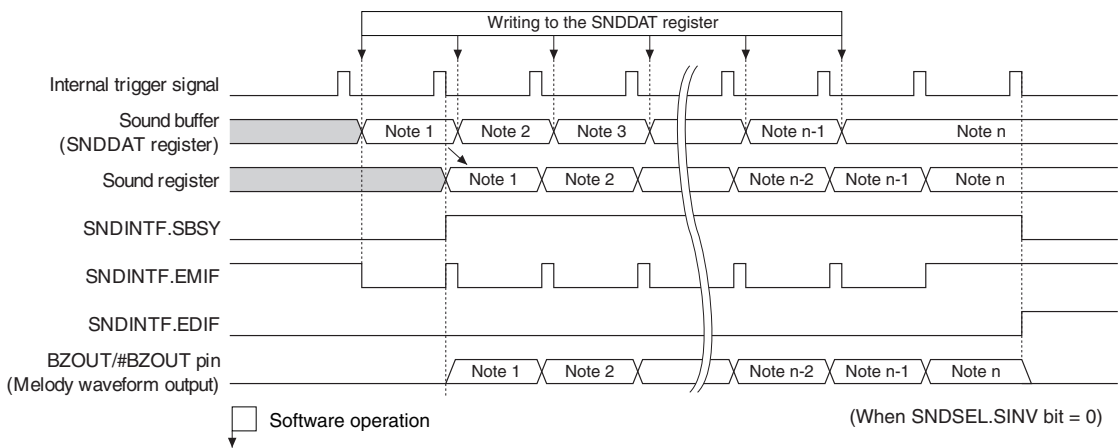 Writing to the SNDDAT register
Internal trigger signal
Sound buffer
(SNDDAT register)
Note 1 Note 2 Note 3 Note n-1 Note n
Sound register
Note 1 Note 2 Note n-2 Note n-1 Note n
SNDINTF.SBSY
SNDINTF.EMIF
SNDINTF.EDIF
BZOUT/#BZOUT pin
(Melody waveform output)
Note 1 Note 2 Note n-2 Note n-1 Note n
Software operation
(When SNDSEL.SINV bit = 0)